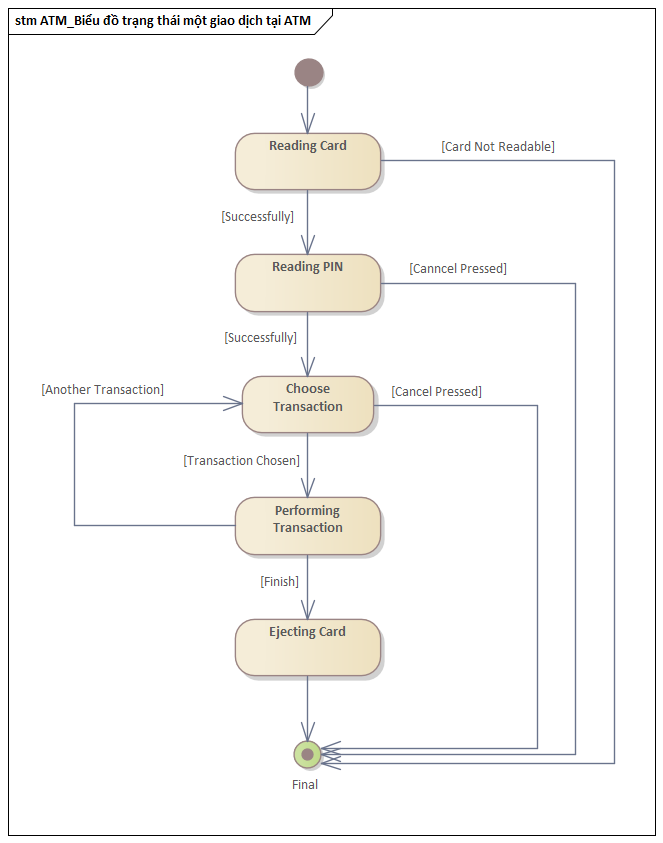 stm ATM_Biểu đồ trạng thái một giao dịch tại ATM
Reading Card
[Card Not Readable]
[Successfully]
Reading PIN
[Canncel Pressed]
[Successfully]
[Another Transaction]
Choose
Transaction
[Cancel Pressed]
[Transaction Chosen]
Performing
Transaction
[Finish]
Ejecting Card
Final